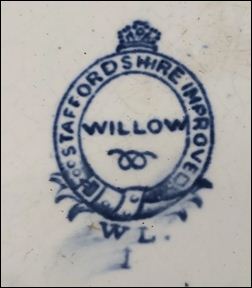 STAFFORDSHIRE IMPROVED
WILLOW
W L.
1